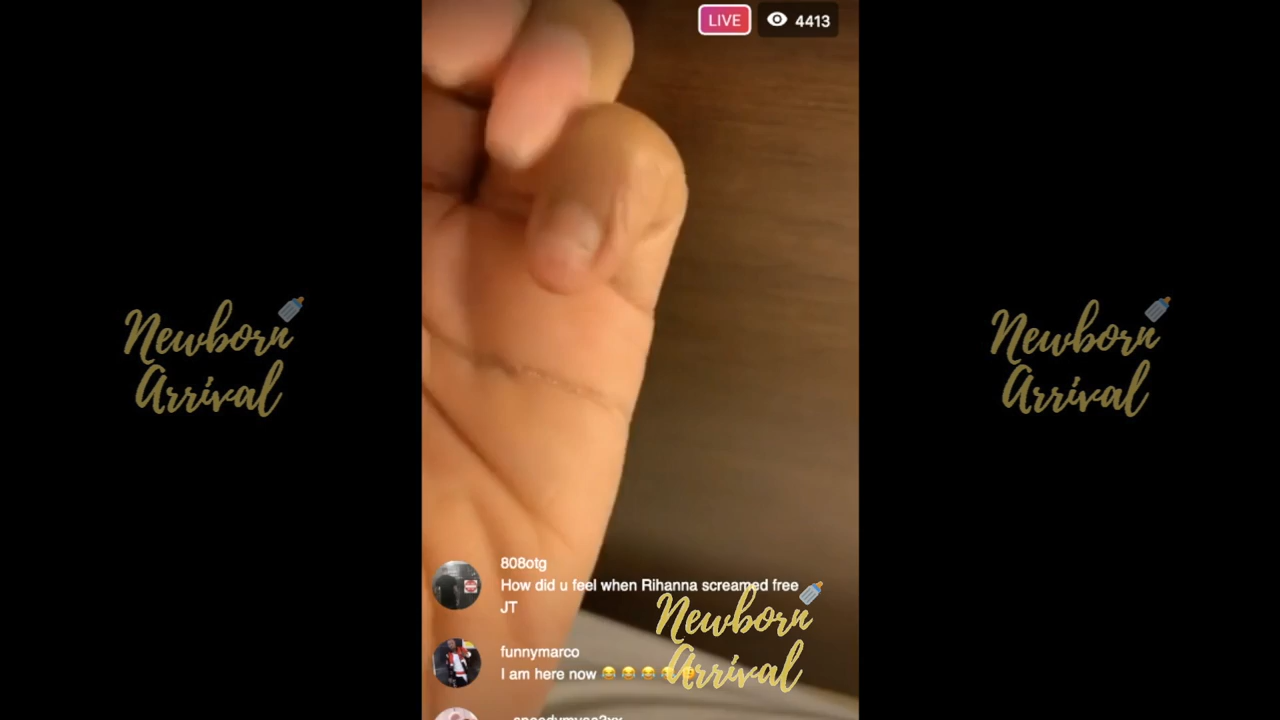 LIVE 4413
Newborn
Arrival
Newborn
Arrival
808otg
How did u feel when Rihanna screamed free
JT
Newborn
Arrival
funnymarco
I am here now 😂 😂 😂